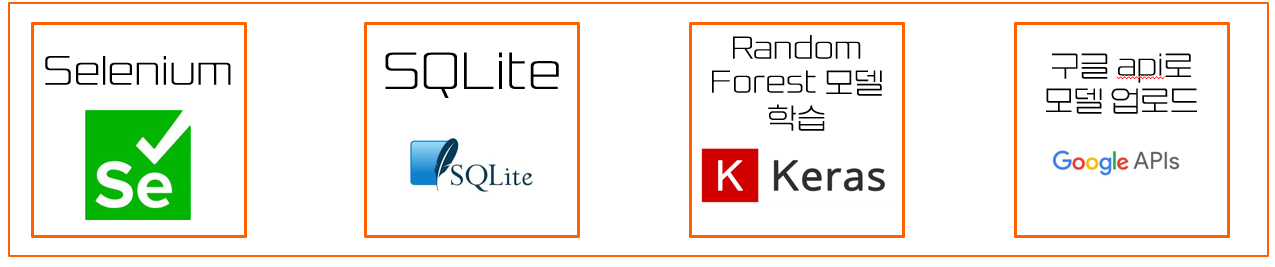 Selenium
Se
SQLite
SQLite
Random
Forest 모델
학습
K Keras
구글 api로
모델 업로드
Google APIs